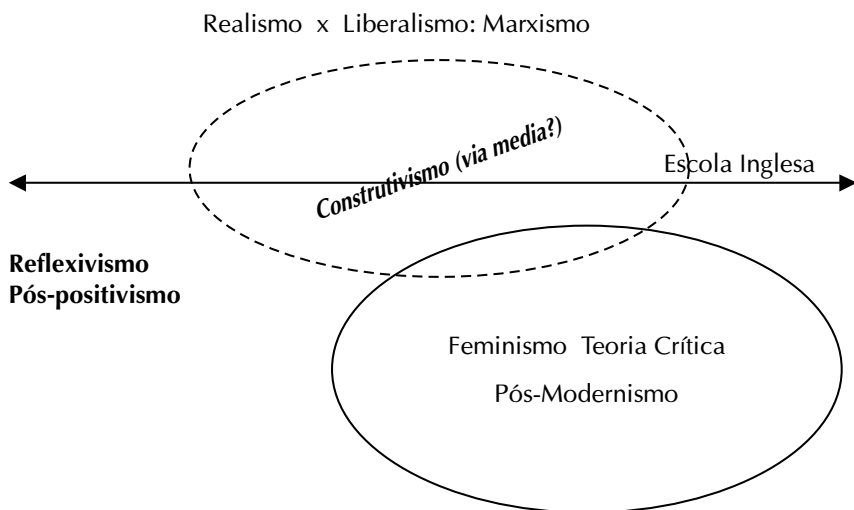 Realismo x Liberalismo: Marxismo
Construtivismo (via media?)
Escola Inglesa
Reflexivismo
Pós-positivismo
Feminismo Teoria Crítica
Pós-Modernismo